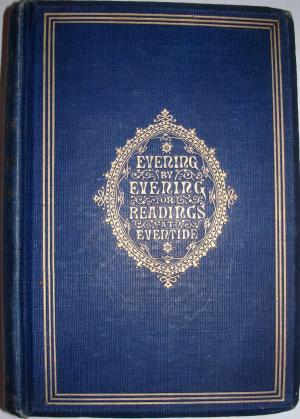 EVENING
BY
EVENING
OR
READINGS
AT
EVENTIDE